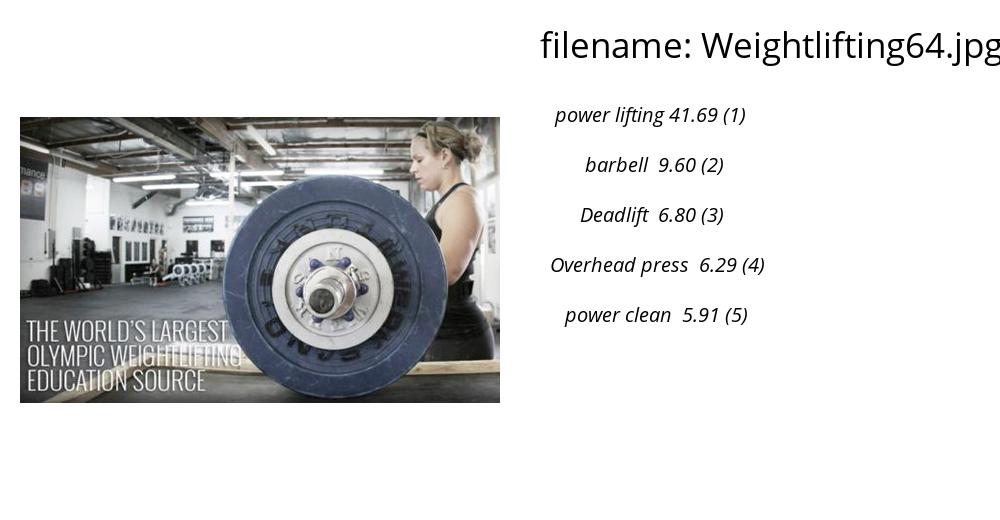 filename: Weightlifting64.jpg
power lifting 41.69 (1)
barbell 9.60 (2)
Deadlift 6.80 (3)
Overhead press 6.29 (4)
power clean 5.91 (5)
THE WORLD'S LARGEST
OLYMPIC WEIGHTLIFTING
EDUCATION SOURCE